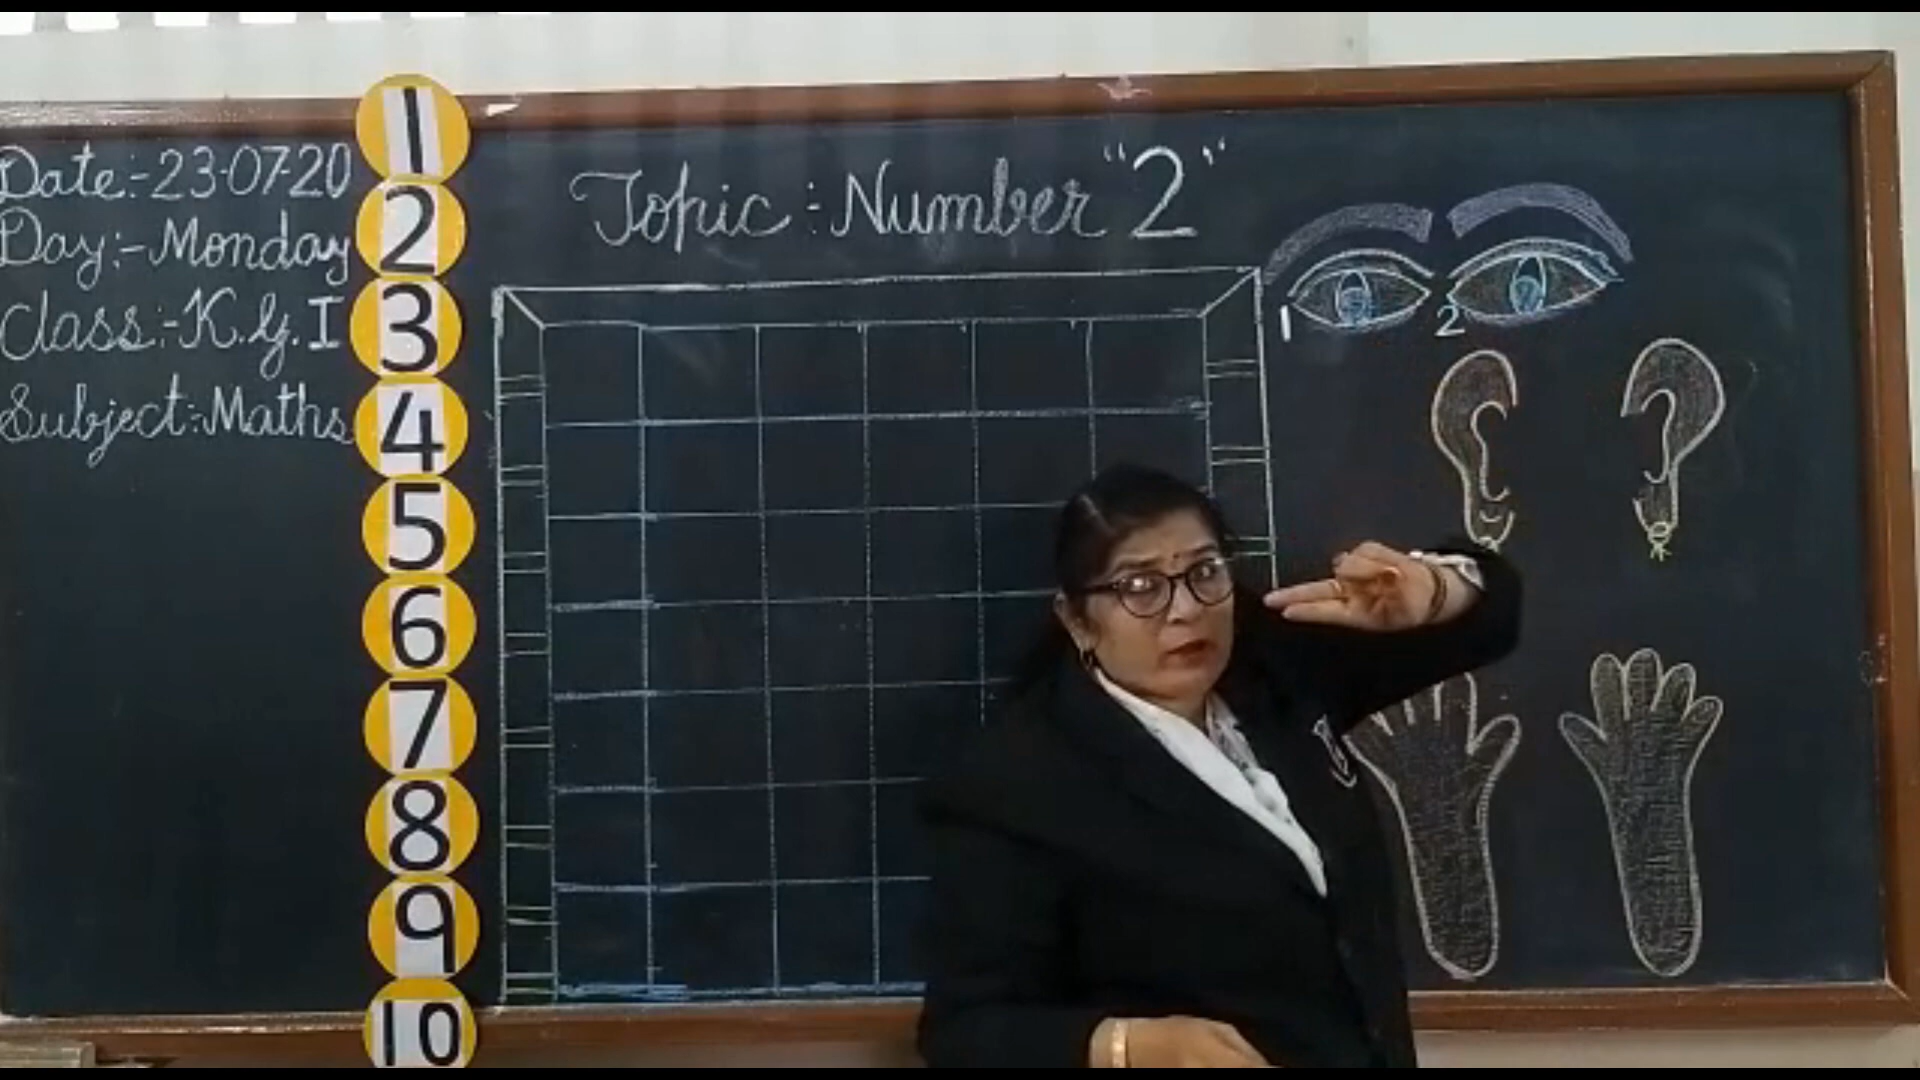 Date:-23-07-20
Day:-Monday
Class:-K.G.I
Subject:-Maths
1
2
3
4
5
6
7
8
9
10
Topic:-Number "2"
1
2